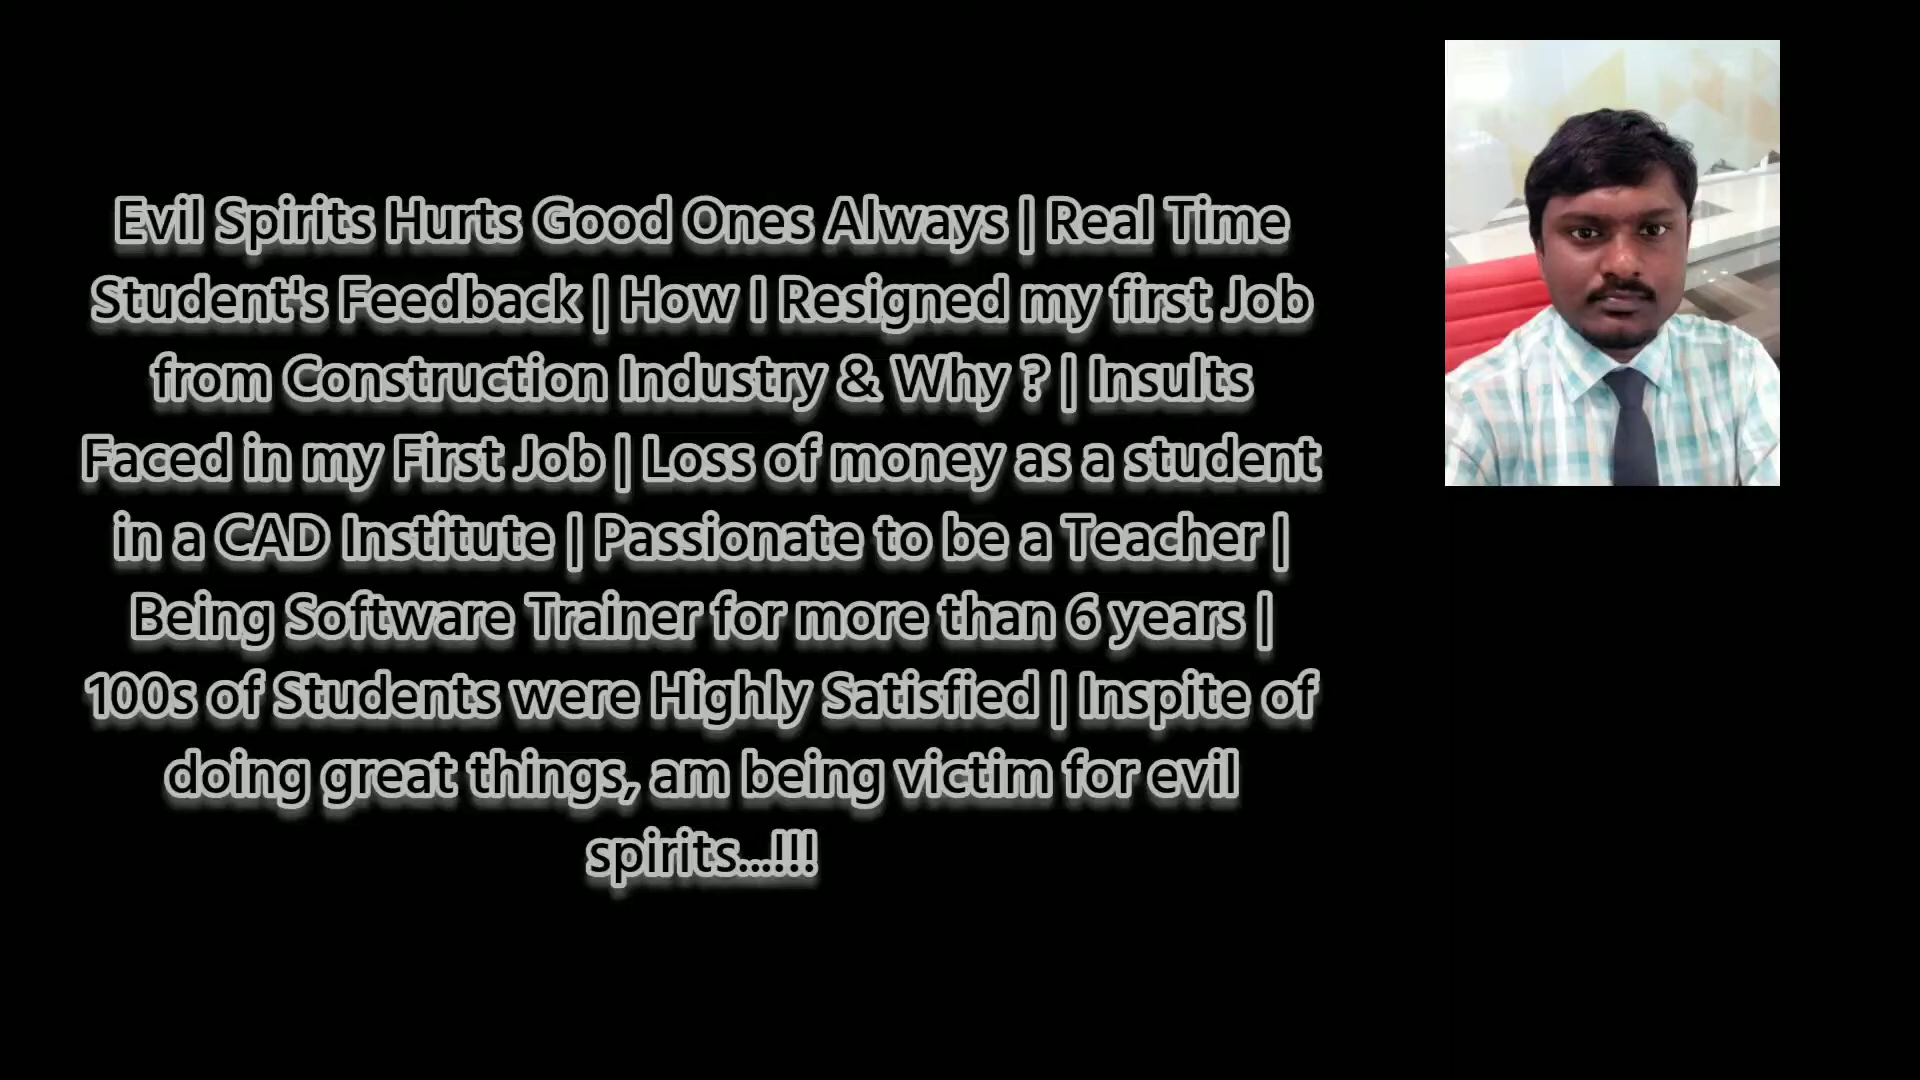 Evil Spirits Hurts Good Ones Always | Real Time
Student's Feedback | How I Resigned my first Job
from Construction Industry & Why ? | Insults
Faced in my First Job | Loss of money as a student
in a CAD Institute | Passionate to be a Teacher |
Being Software Trainer for more than 6 years |
100s of Students were Highly Satisfied | Inspite of
doing great things, am being victim for evil
spirits...!!!